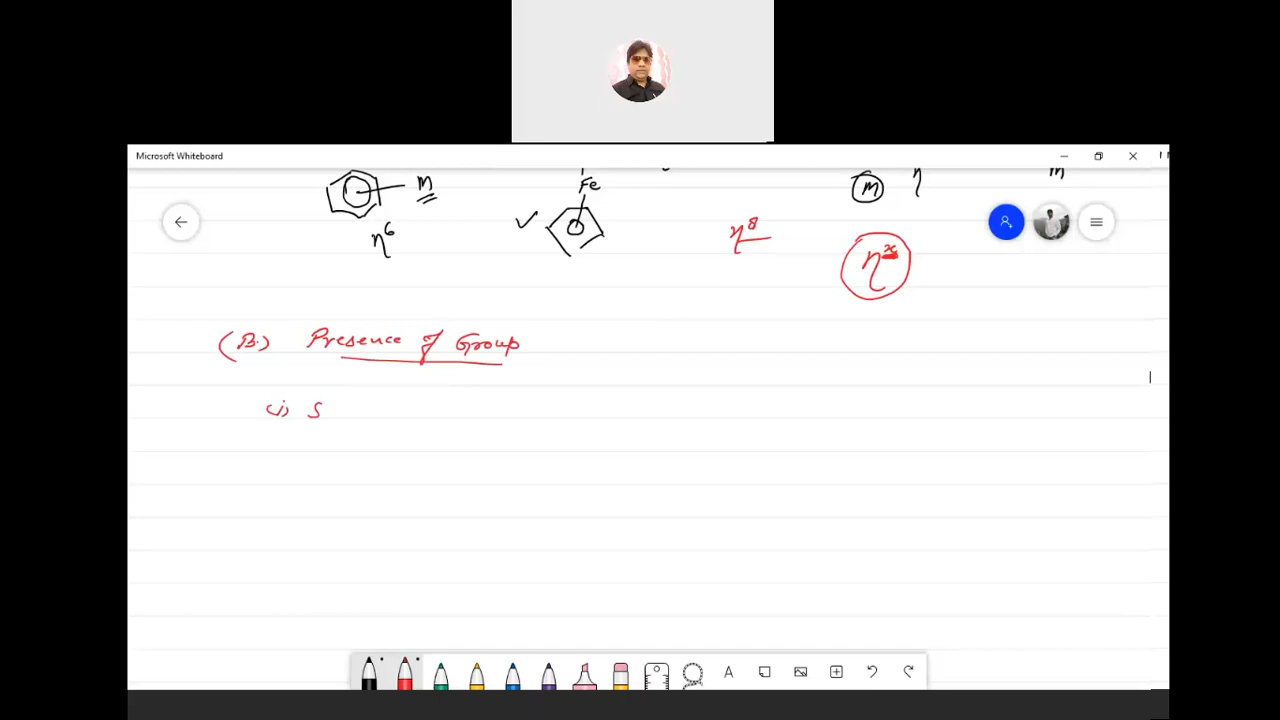 Microsoft Whiteboard
m
Fe
m
η
m
η6
η8
ηx
(B.) Presence of Group
(i) S
A